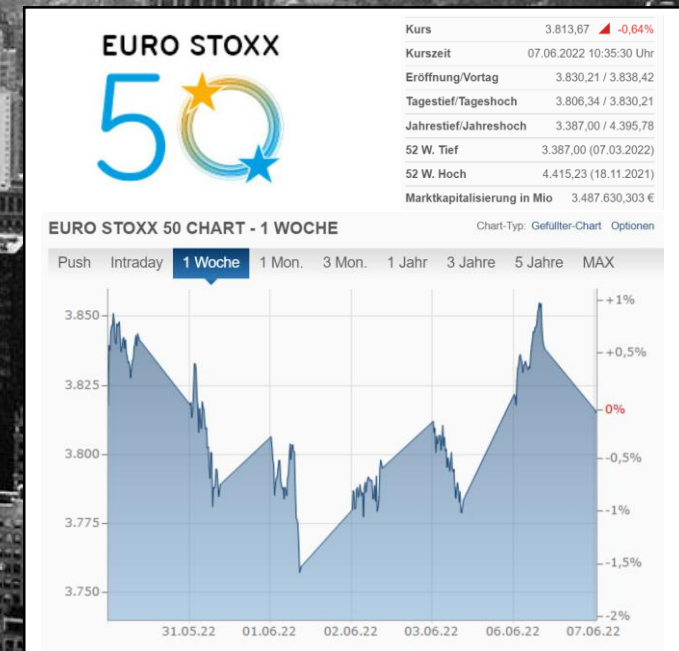 EURO STOXX
50
Kurs 3.813,67 -0,64%
Kurszeit 07.06.2022 10:35:30 Uhr
Eröffnung/Vortag 3.830,21 / 3.838,42
Tagestief/Tageshoch 3.806,34 / 3.830,21
Jahrestief/Jahreshoch 3.387,00 / 4.395,78
52 W. Tief 3.387,00 (07.03.2022)
52 W. Hoch 4.415,23 (18.11.2021)
Marktkapitalisierung in Mio 3.487.630,303 €
EURO STOXX 50 CHART - 1 WOCHE
Chart-Typ: Gefüllter-Chart Optionen
Push Intraday 1 Woche 1 Mon. 3 Mon. 1 Jahr 3 Jahre 5 Jahre MAX
3.850 +1%
+0,5%
3.825
0%
3.800
-0,5%
-1%
3.775
-1,5%
3.750
-2%
31.05.22 01.06.22 02.06.22 03.06.22 06.06.22 07.06.22